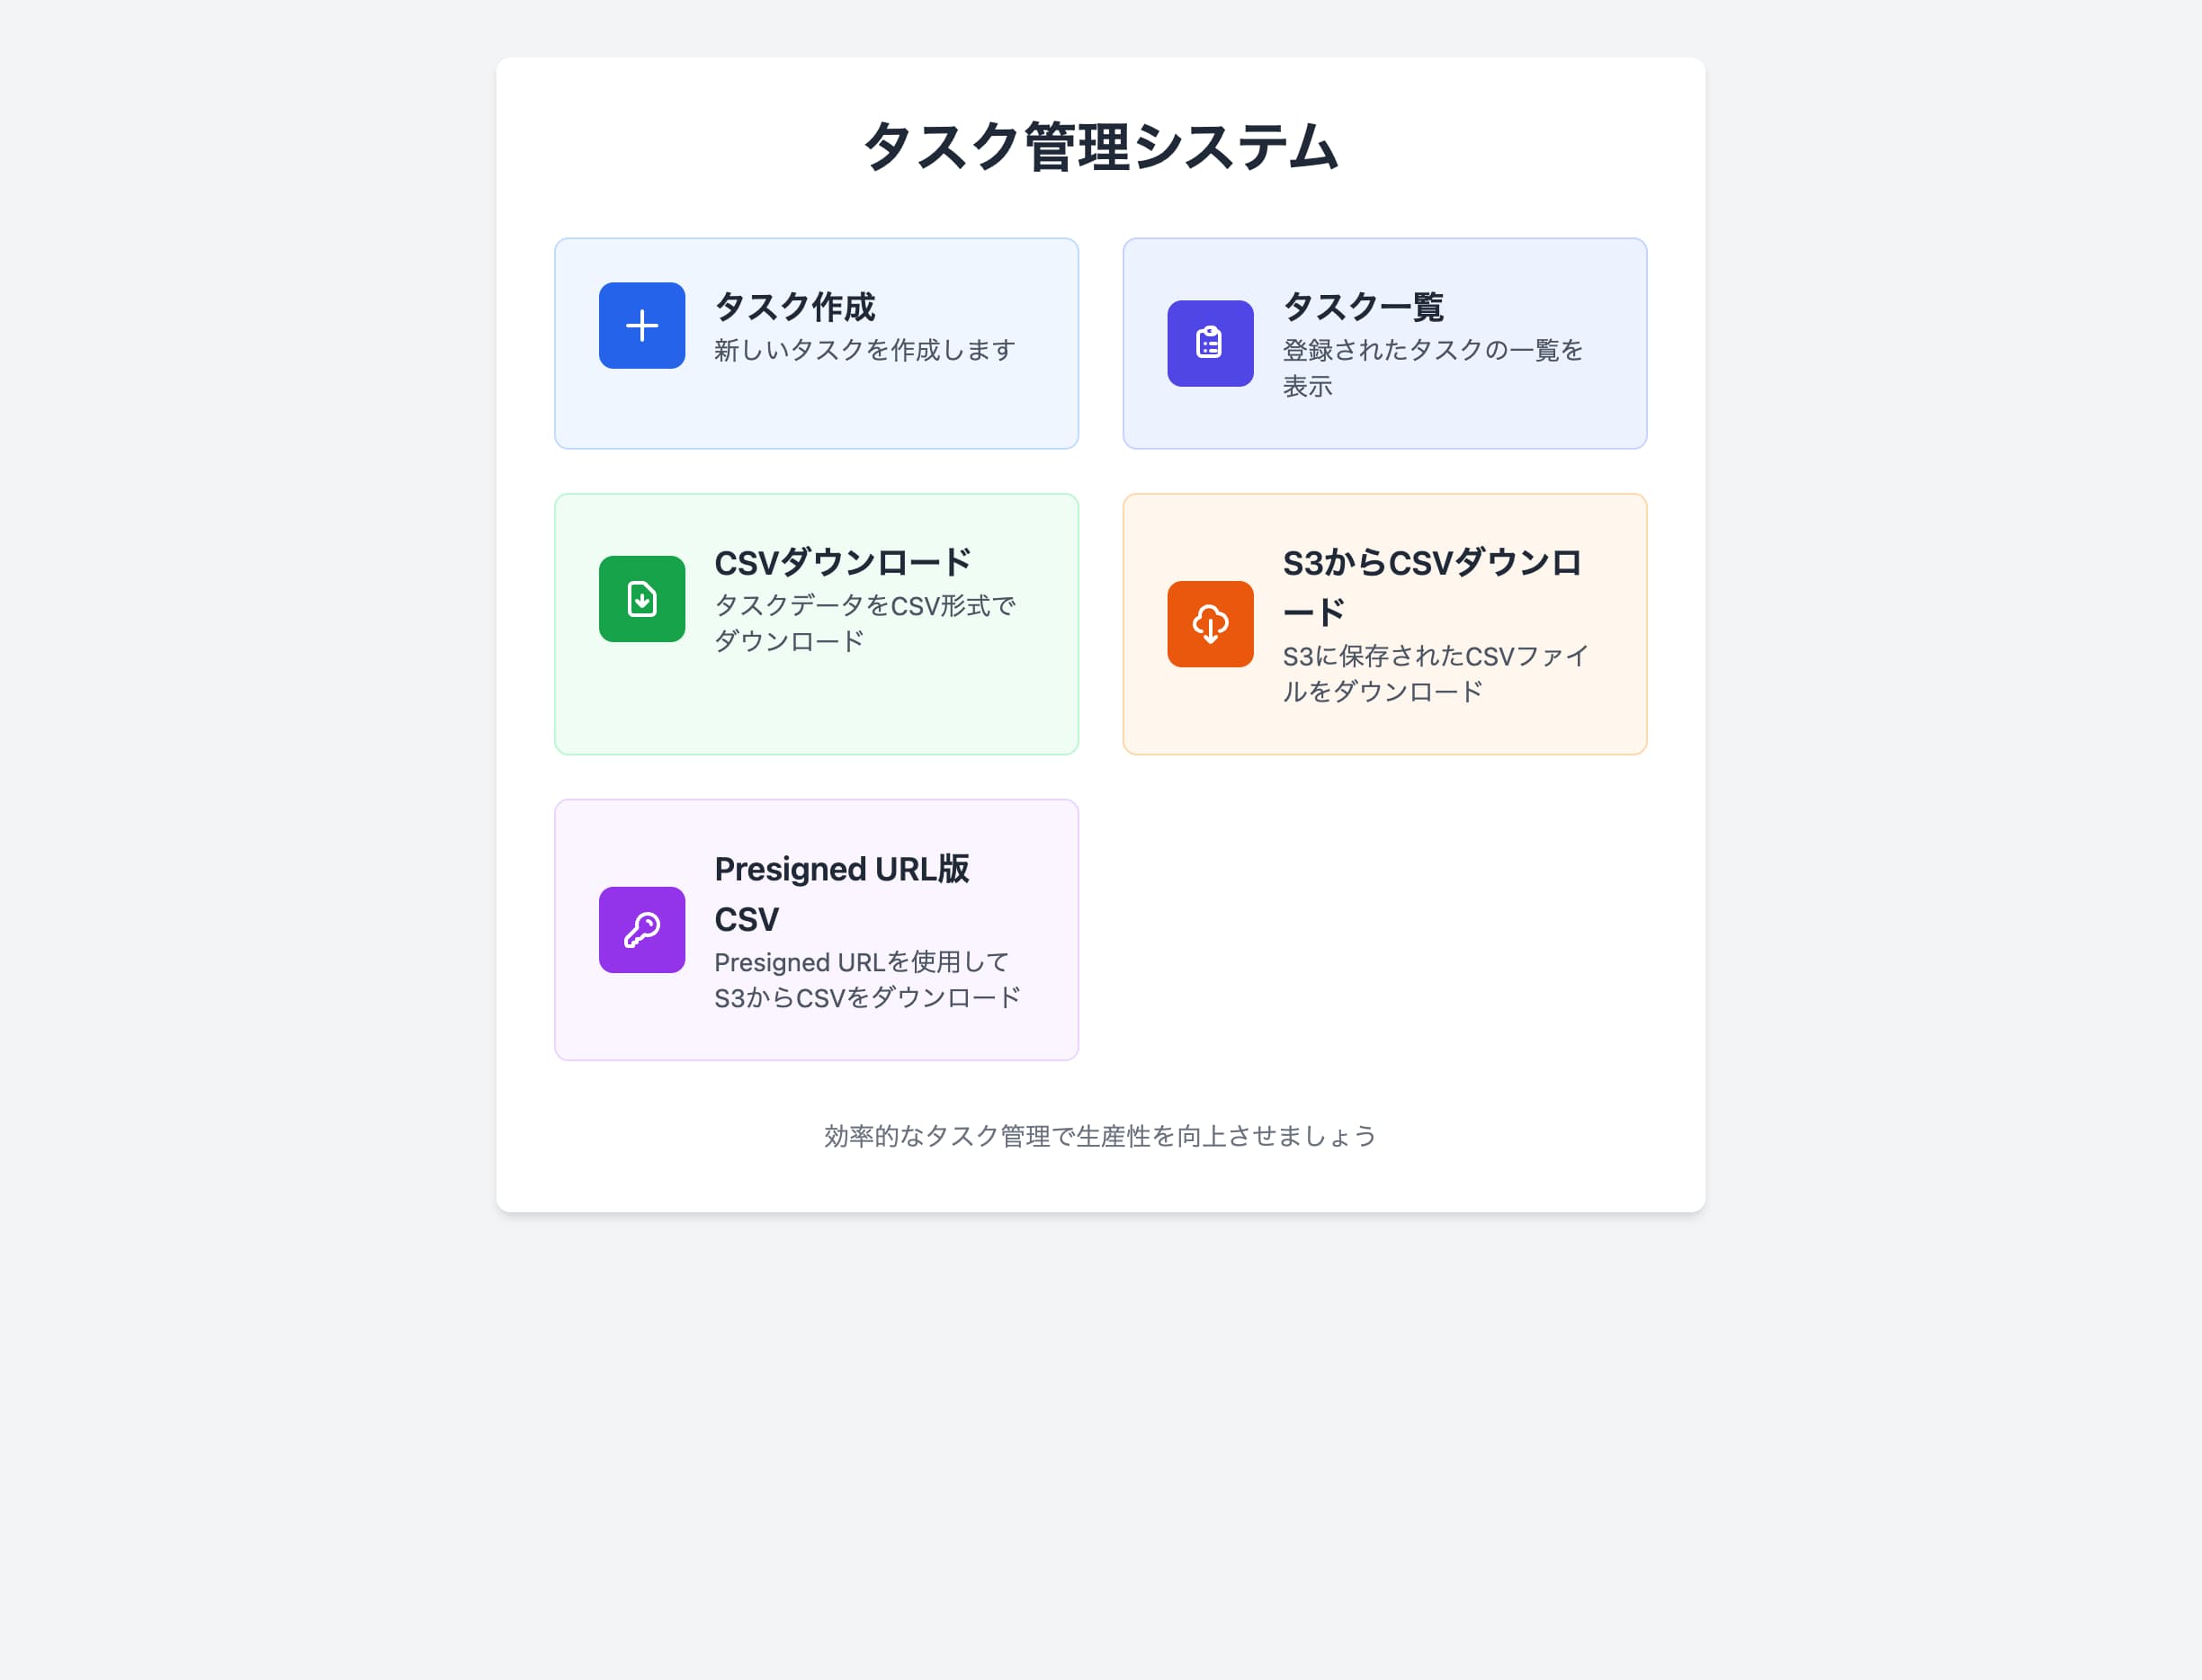 タスク管理システム
タスク作成
新しいタスクを作成します
タスク一覧
登録されたタスクの一覧を
表示
CSVダウンロード
タスクデータをCSV形式で
ダウンロード
S3からCSVダウンロ
ード
S3に保存されたCSVファイ
ルをダウンロード
Presigned URL版
CSV
Presigned URLを使用して
S3からCSVをダウンロード
効率的なタスク管理で生産性を向上させましょう